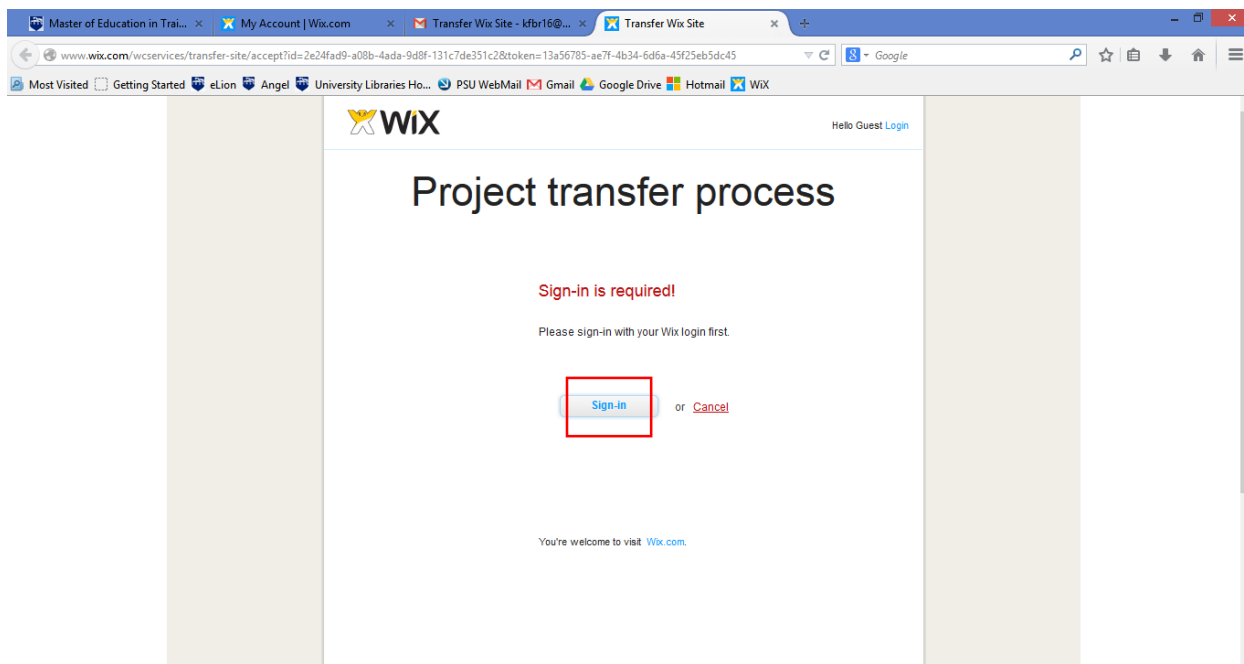 Master of Education in Trai... × My Account | Wix.com × Transfer Wix Site - kfbr16@... × Transfer Wix Site × +
www.wix.com/wcservices/transfer-site/accept?id=2e24fad9-a08b-4ada-9d8f-131c7de351c2&token=13a56785-ae7f-4b34-6d6a-45f25eb5dc45 8 Google
Most Visited Getting Started eLion Angel University Libraries Ho... PSU WebMail Gmail Google Drive Hotmail WiX
WiX Hello Guest Login
Project transfer process
Sign-in is required!
Please sign-in with your Wix login first.
Sign-in or Cancel
You're welcome to visit Wix.com.